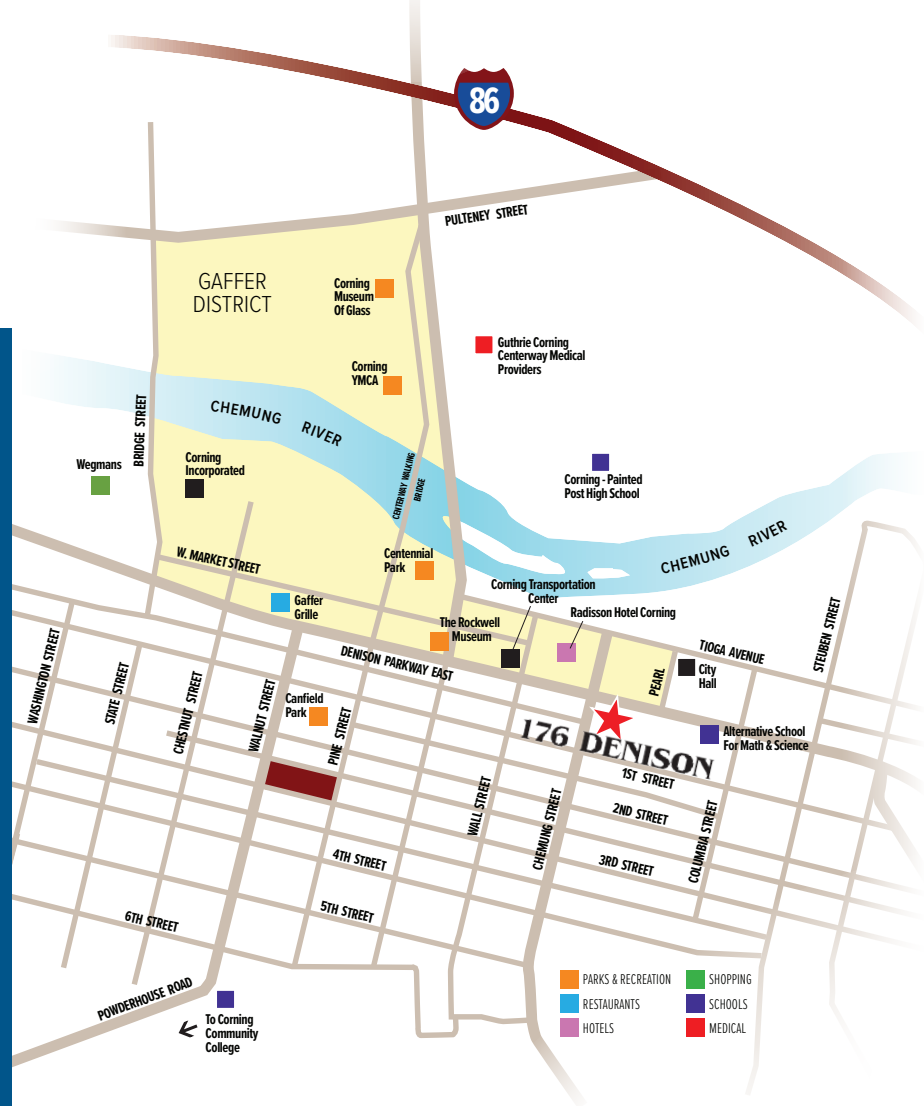 86
PULTENEY STREET
GAFFER
DISTRICT
Corning
Museum
Of Glass
Guthrie Corning
Centerway Medical
Providers
Corning
YMCA
BRIDGE STREET
CHEMUNG RIVER
Wegmans
Corning
Incorporated
CENTERWAY WALKING
BRIDGE
Corning - Painted
Post High School
CHEMUNG RIVER
W. MARKET STREET
Centennial
Park
Corning Transportation
Center
Radisson Hotel Corning
Gaffer
Grille
The Rockwell
Museum
TIOGA AVENUE
STEUBEN STREET
DENISON PARKWAY EAST
PEARL
City
Hall
WASHINGTON STREET
STATE STREET
CHESTNUT STREET
WALNUT STREET
Canfield
Park
PINE STREET
176 DENISON
Alternative School
For Math & Science
1ST STREET
WALL STREET
CHEMUNG STREET
2ND STREET
COLUMBIA STREET
3RD STREET
4TH STREET
5TH STREET
6TH STREET
POWDERHOUSE ROAD
To Corning
Community
College
PARKS & RECREATION
SHOPPING
RESTAURANTS
SCHOOLS
HOTELS
MEDICAL